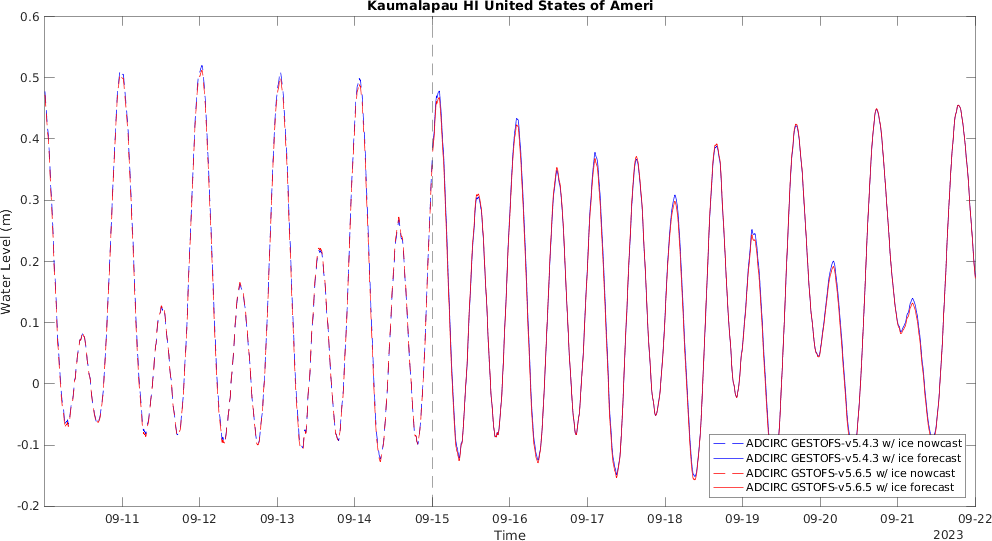 Kaumalapau HI United States of Ameri
0.6
0.5
0.4
0.3
0.2
0.1
0
-0.1
-0.2
Water Level (m)
ADCIRC GESTOFS-v5.4.3 w/ ice nowcast
ADCIRC GESTOFS-v5.4.3 w/ ice forecast
ADCIRC GSTOFS-v5.6.5 w/ ice nowcast
ADCIRC GSTOFS-v5.6.5 w/ ice forecast
09-11 09-12 09-13 09-14 09-15 09-16 09-17 09-18 09-19 09-20 09-21 09-22
Time
2023